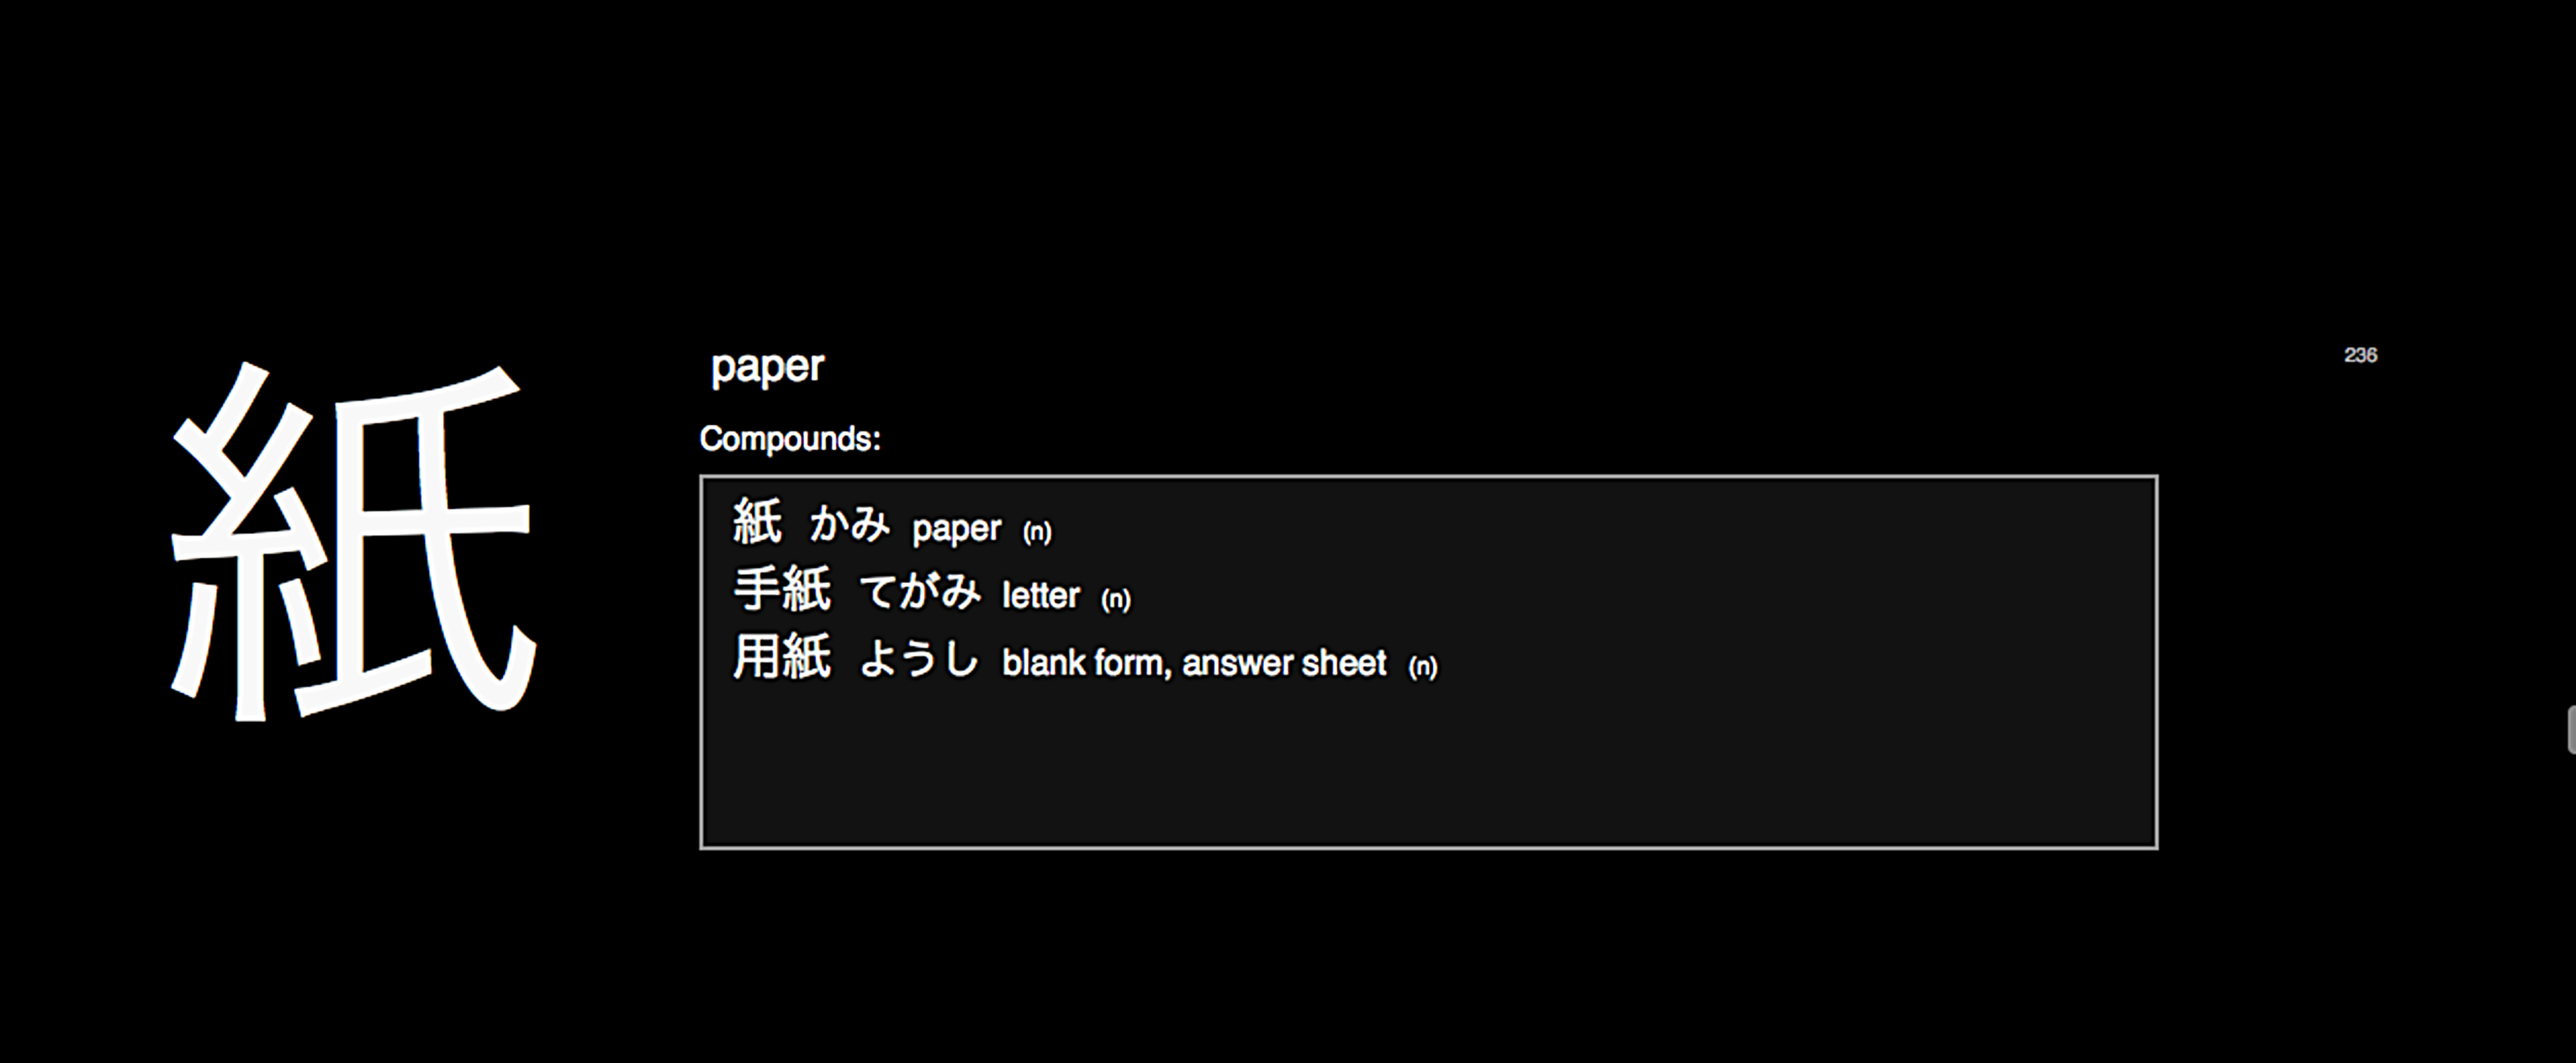 紙
paper
236
Compounds:
紙 かみ paper (n)
手紙 てがみ letter (n)
用紙 ようし blank form, answer sheet (n)